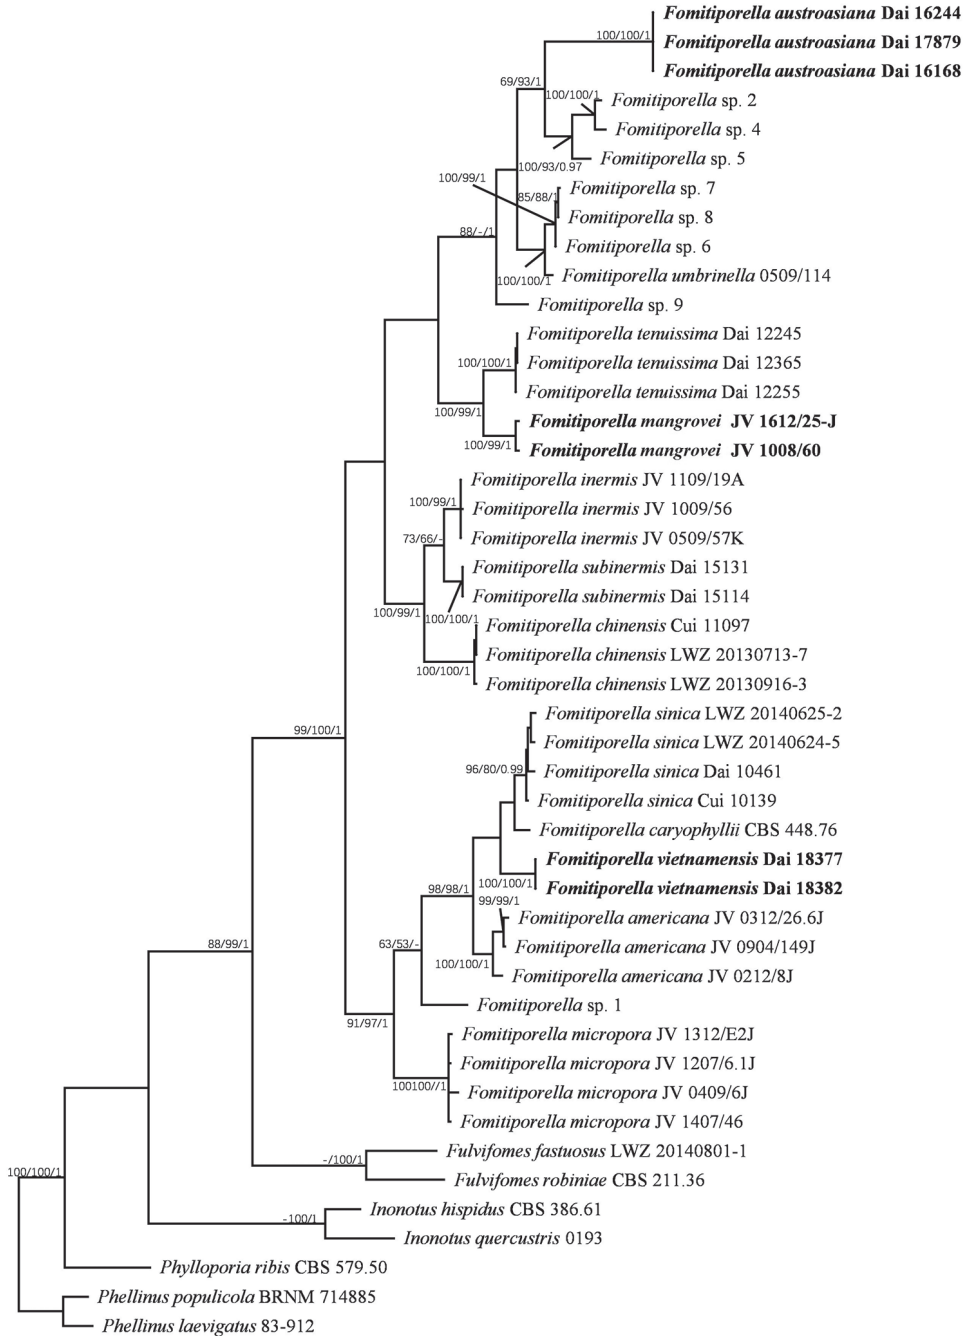 Fomitiporella austroasiana Dai 16244
100/100/1
Fomitiporella austroasiana Dai 17879
Fomitiporella austroasiana Dai 16168
69/93/1
100/100/1
Fomitiporella sp. 2
Fomitiporella sp. 4
Fomitiporella sp. 5
100/93/0.97
100/99/1
85/88/1
Fomitiporella sp. 7
Fomitiporella sp. 8
88/-/1
Fomitiporella sp. 6
100/100/1
Fomitiporella umbrinella 0509/114
Fomitiporella sp. 9
Fomitiporella tenuissima Dai 12245
100/100/1
Fomitiporella tenuissima Dai 12365
Fomitiporella tenuissima Dai 12255
100/99/1
Fomitiporella mangrovei JV 1612/25-J
100/99/1
Fomitiporella mangrovei JV 1008/60
Fomitiporella inermis JV 1109/19A
100/99/1
Fomitiporella inermis JV 1009/56
73/66/-
Fomitiporella inermis JV 0509/57K
Fomitiporella subinermis Dai 15131
Fomitiporella subinermis Dai 15114
100/99/1
100/100/1
Fomitiporella chinensis Cui 11097
Fomitiporella chinensis LWZ 20130713-7
100/100/1
Fomitiporella chinensis LWZ 20130916-3
Fomitiporella sinica LWZ 20140625-2
99/100/1
Fomitiporella sinica LWZ 20140624-5
96/80/0.99
Fomitiporella sinica Dai 10461
Fomitiporella sinica Cui 10139
Fomitiporella caryophyllii CBS 448.76
Fomitiporella vietnamensis Dai 18377
100/100/1
Fomitiporella vietnamensis Dai 18382
98/98/1
99/99/1
Fomitiporella americana JV 0312/26.6J
63/53/-
Fomitiporella americana JV 0904/149J
88/99/1
100/100/1
Fomitiporella americana JV 0212/8J
Fomitiporella sp. 1
91/97/1
Fomitiporella micropora JV 1312/E2J
Fomitiporella micropora JV 1207/6.1J
100100//1
Fomitiporella micropora JV 0409/6J
Fomitiporella micropora JV 1407/46
Fulvifomes fastuosus LWZ 20140801-1
-/100/1
100/100/1
Fulvifomes robiniae CBS 211.36
Inonotus hispidus CBS 386.61
-100/1
Inonotus quercustris 0193
Phylloporia ribis CBS 579.50
Phellinus populicola BRNM 714885
Phellinus laevigatus 83-912